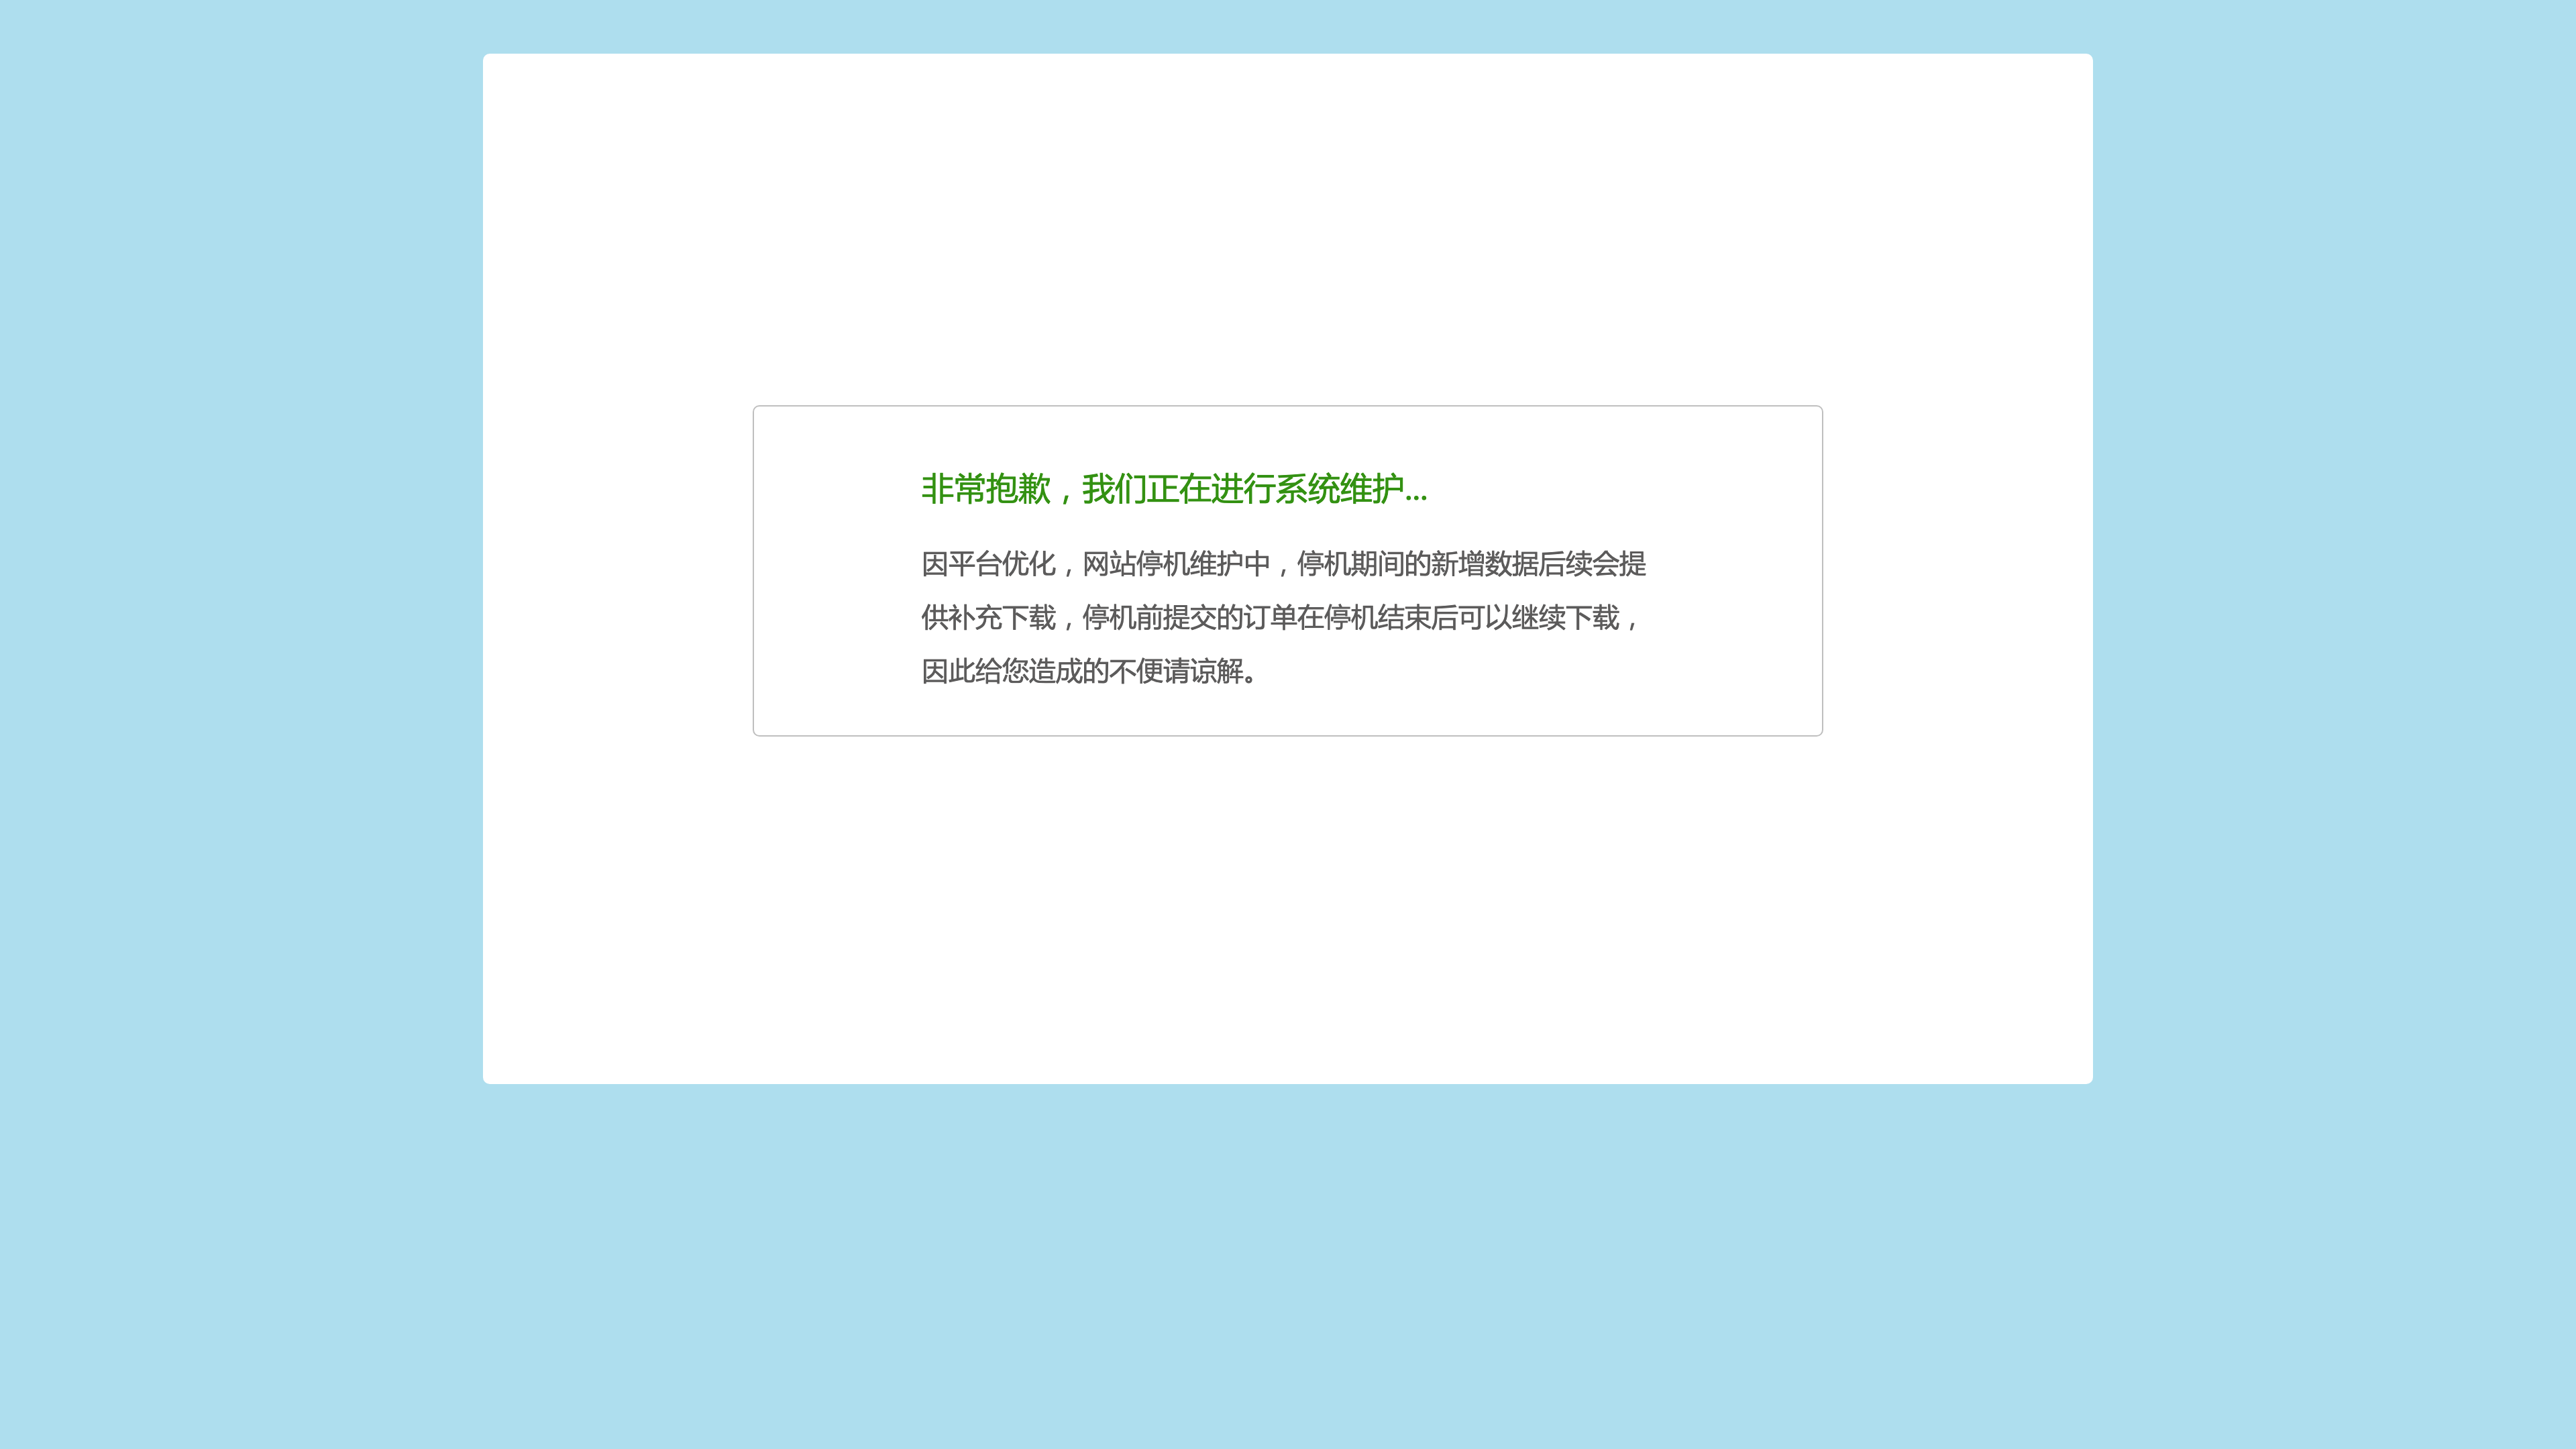 非常抱歉，我们正在进行系统维护...
因平台优化，网站停机维护中，停机期间的新增数据后续会提
供补充下载，停机前提交的订单在停机结束后可以继续下载，
因此给您造成的不便请谅解。